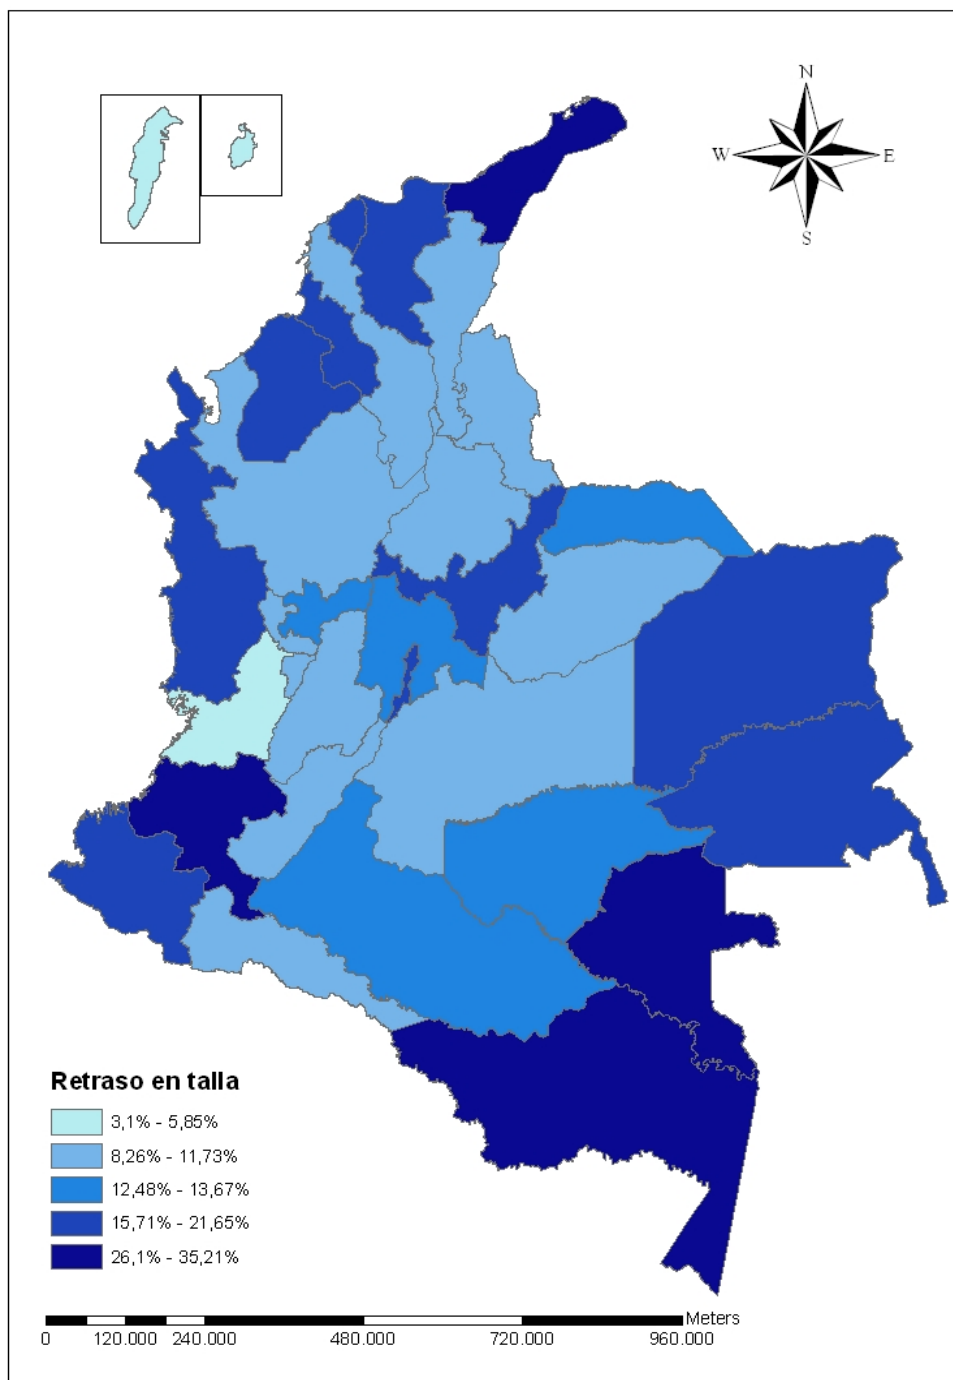 N
W E
S
Retraso en talla
3,1% - 5,85%
8,26% - 11,73%
12,48% - 13,67%
15,71% - 21,65%
26,1% - 35,21%
Meters
0 120.000 240.000 480.000 720.000 960.000